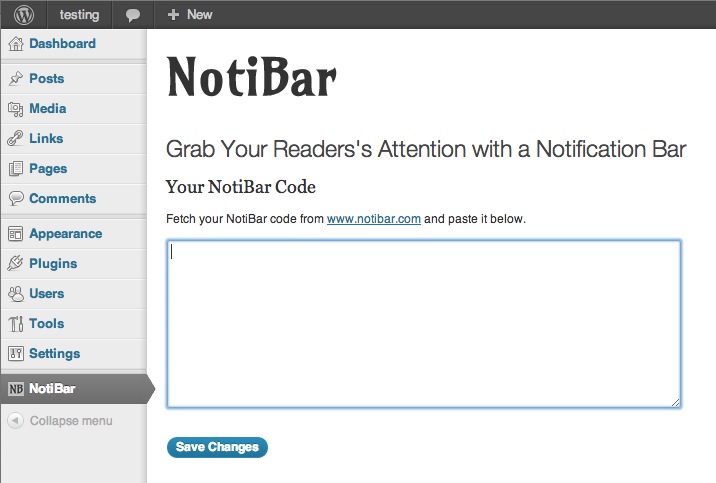 testing
New
Dashboard
Posts
Media
Links
Pages
Comments
Appearance
Plugins
Users
Tools
Settings
NB NotiBar
Collapse menu
NotiBar
Grab Your Readers's Attention with a Notification Bar
Your NotiBar Code
Fetch your NotiBar code from www.notibar.com and paste it below.
Save Changes